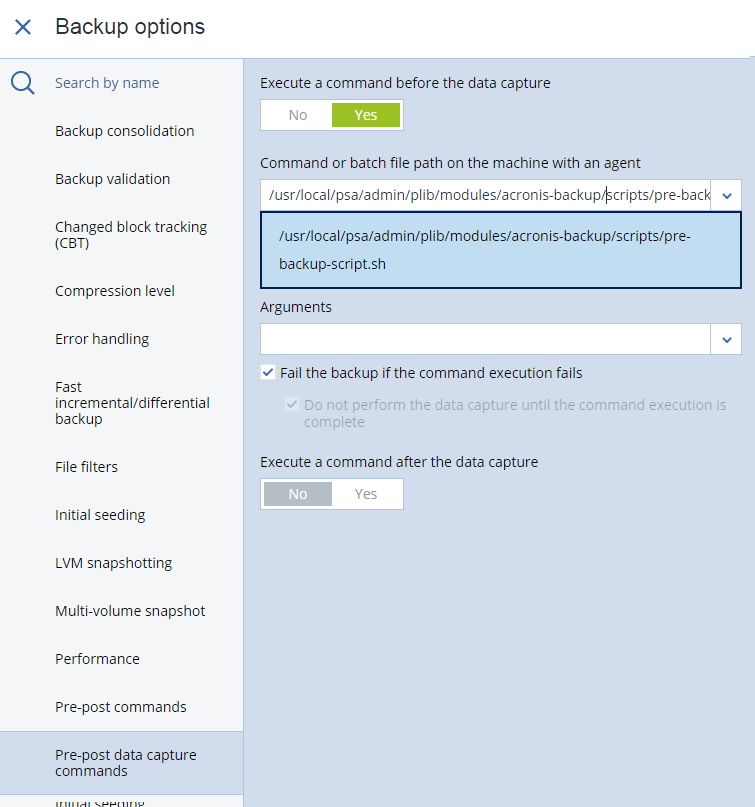 Backup options
Search by name
Backup consolidation
Backup validation
Changed block tracking
(CBT)
Compression level
Error handling
Fast
incremental/differential
backup
File filters
Initial seeding
LVM snapshotting
Multi-volume snapshot
Performance
Pre-post commands
Pre-post data capture
commands
Initial seeding
Execute a command before the data capture
No Yes
Command or batch file path on the machine with an agent
/usr/local/psa/admin/plib/modules/acronis-backup/scripts/pre-back
/usr/local/psa/admin/plib/modules/acronis-backup/scripts/pre-
backup-script.sh
Arguments
Fail the backup if the command execution fails
Do not perform the data capture until the command execution is
complete
Execute a command after the data capture
No Yes